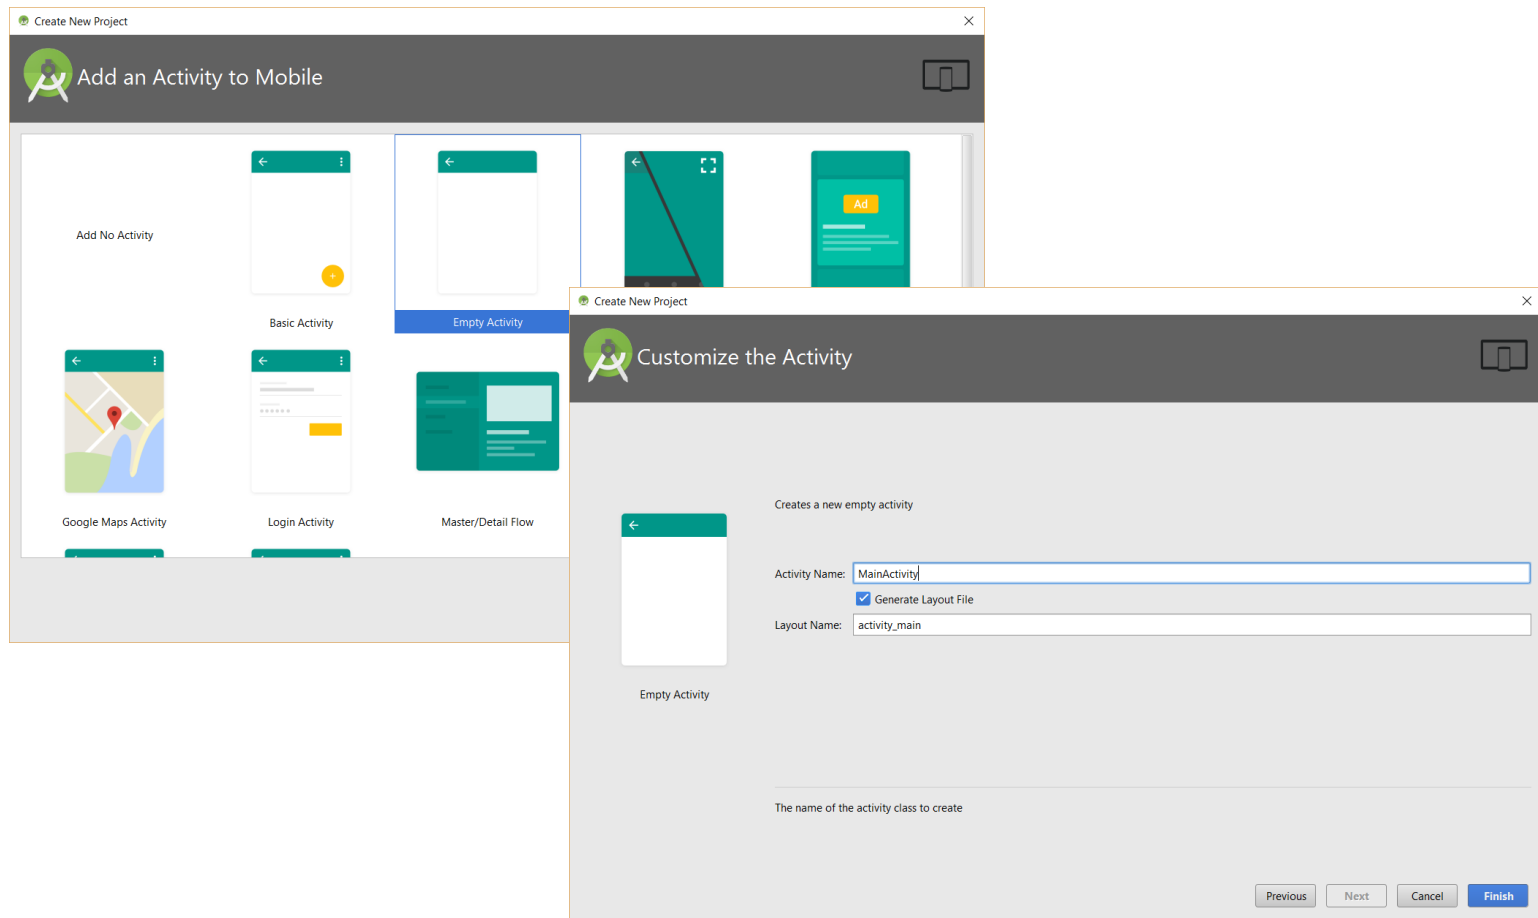 Create New Project
Add an Activity to Mobile
Ad
Add No Activity
Basic Activity
Empty Activity
Google Maps Activity
Login Activity
Master/Detail Flow
Create New Project
Customize the Activity
Creates a new empty activity
Activity Name: MainActivity
Generate Layout File
Layout Name: activity_main
Empty Activity
The name of the activity class to create
Previous Next Cancel Finish